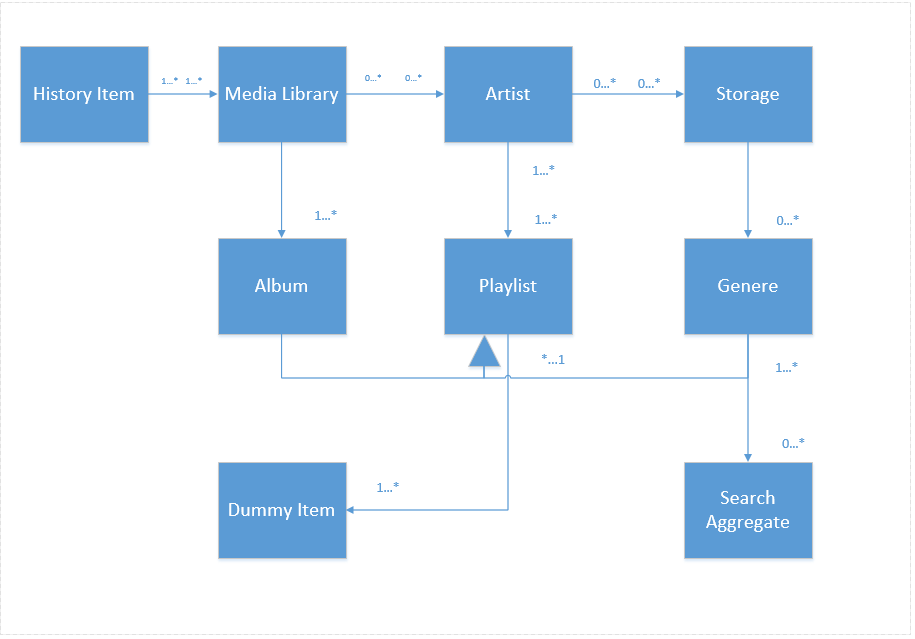 History Item
1...*
1...*
Media Library
0...*
0...*
Artist
0...*
0...*
Storage
1...*
1...*
1...*
0...*
Album
Playlist
Genere
*...1
1...*
0...*
1...*
Dummy Item
Search
Aggregate